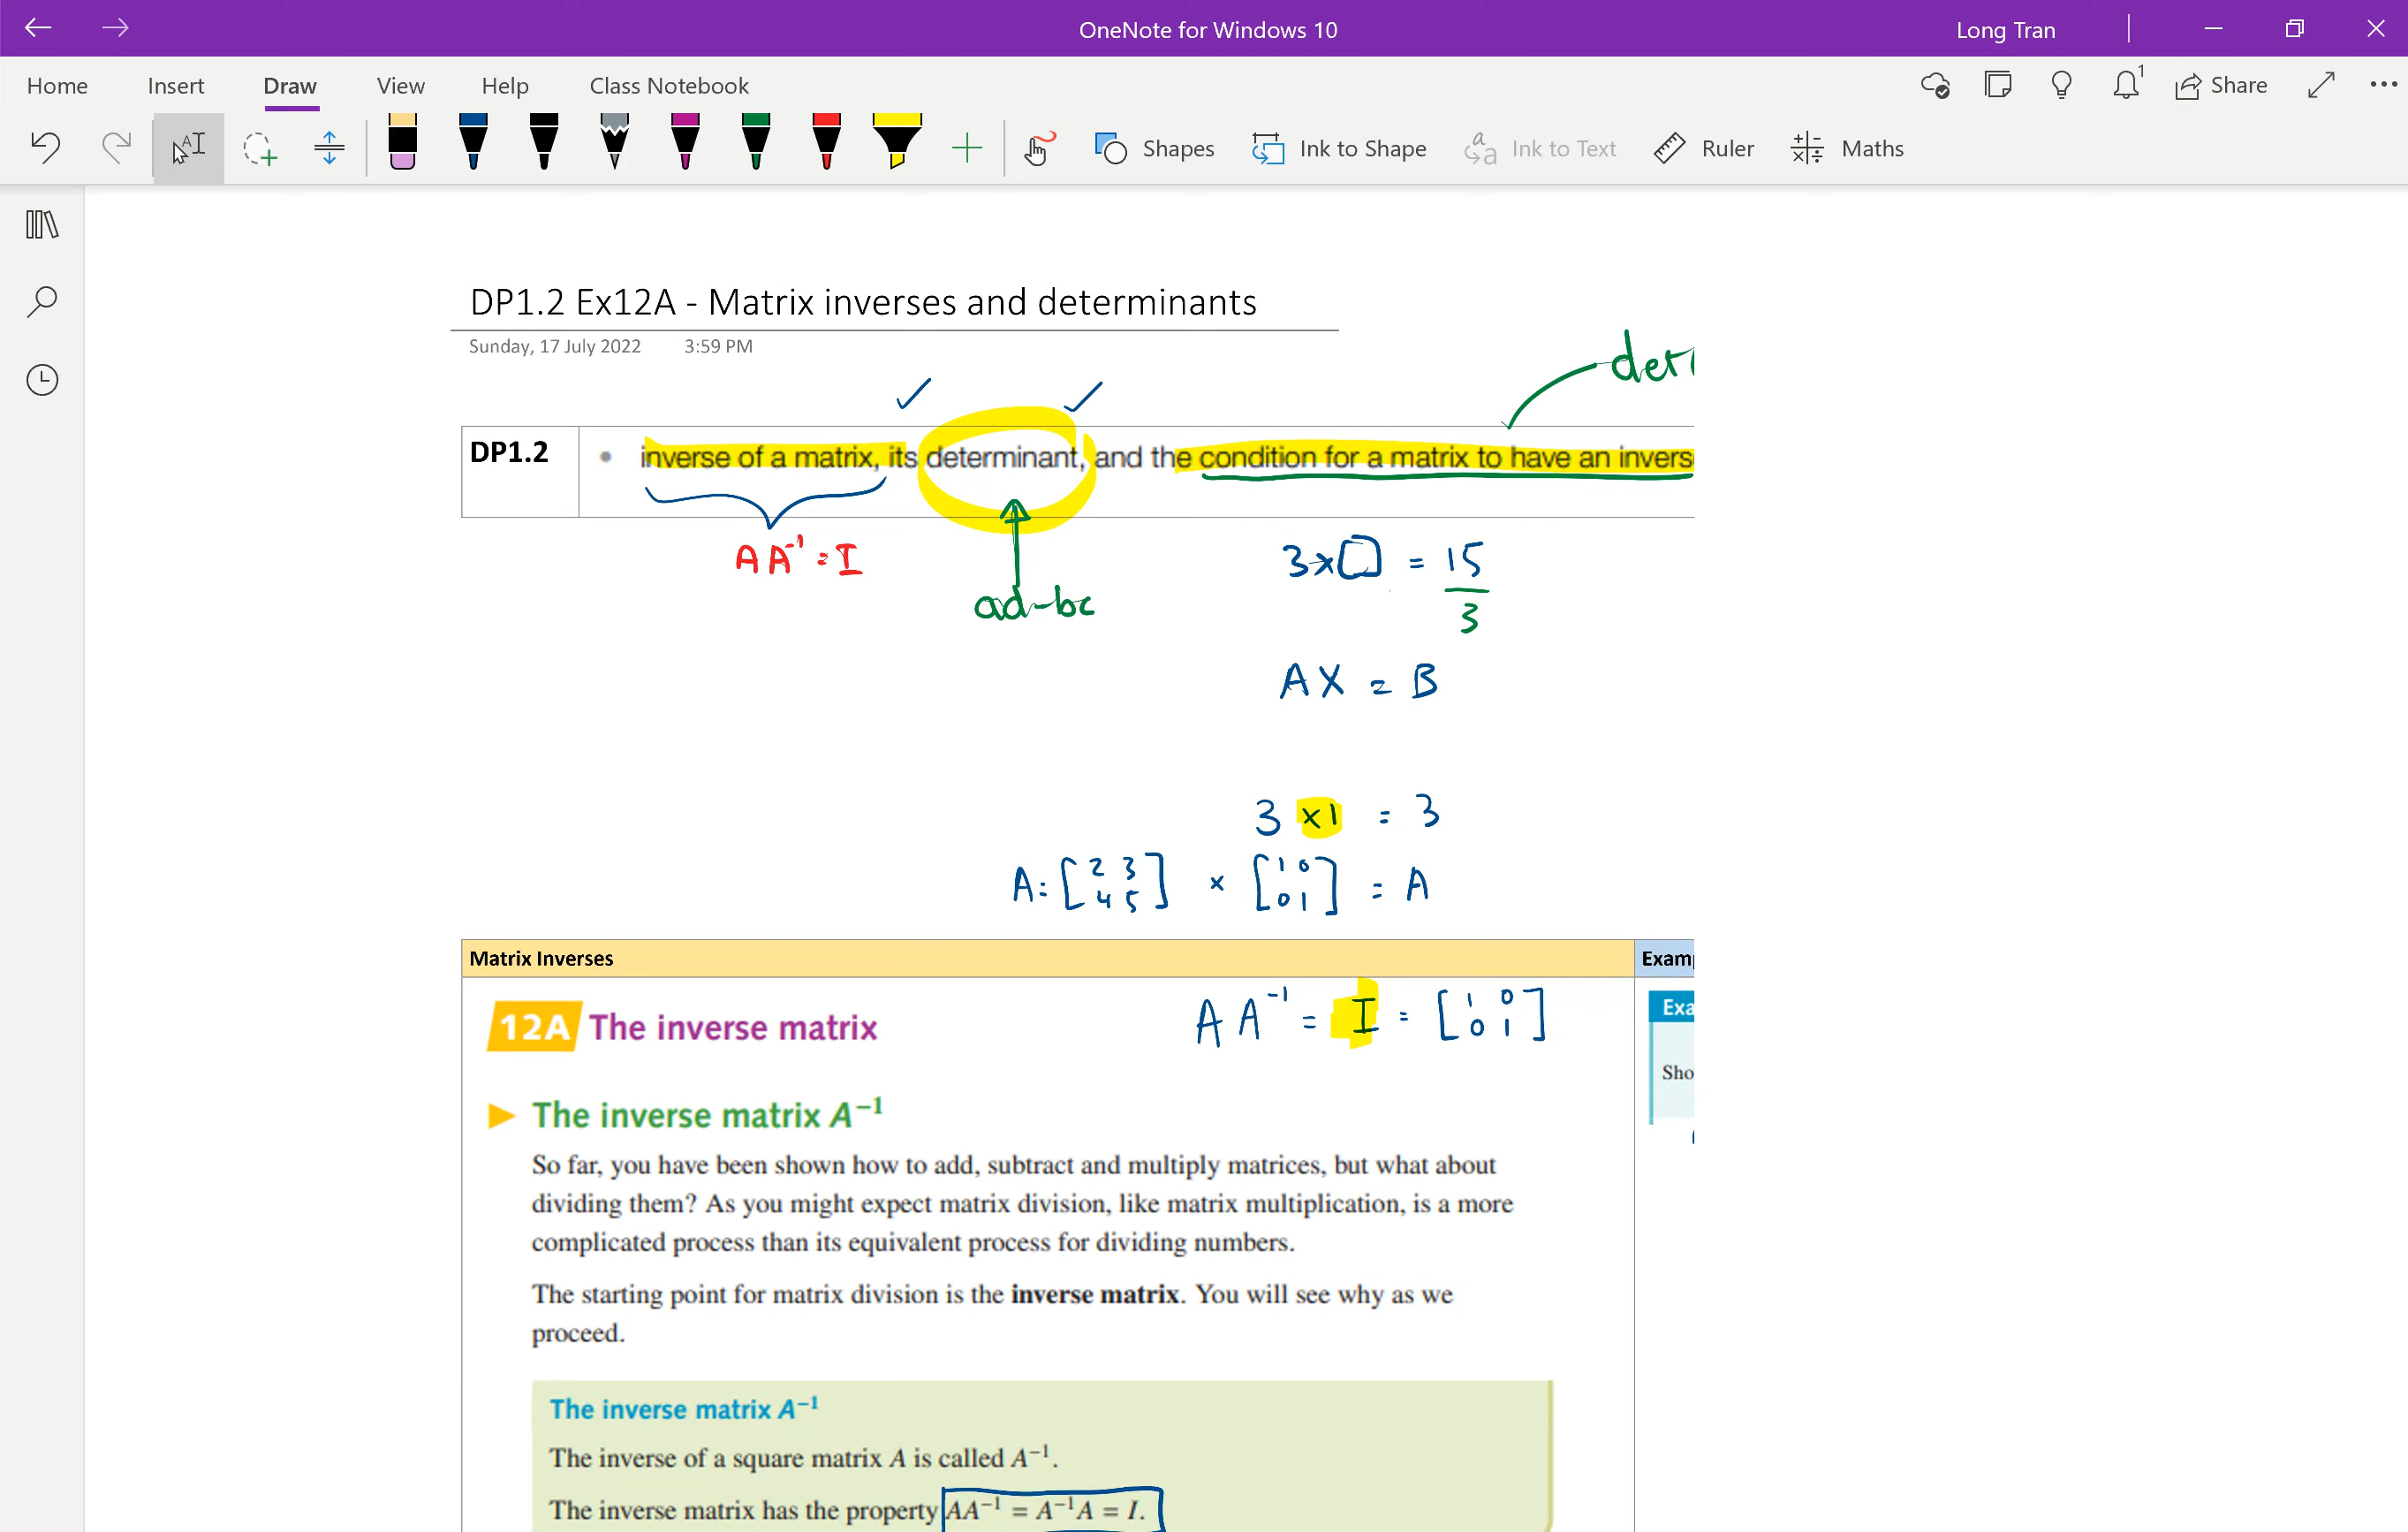 OneNote for Windows 10
Long Tran
Home Insert Draw View Help Class Notebook
1
Share
Shapes Ink to Shape Ink to Text Ruler Maths
DP1.2 Ex12A - Matrix inverses and determinants
Sunday, 17 July 2022 3:59 PM
DP1.2
• inverse of a matrix, its determinant, and the condition for a matrix to have an invers
A A⁻¹ = I
ad-bc
3 × □ = 15
3
A X = B
3 ×1 = 3
A = [2 3 × [1 0 = A
4 5] 0 1]
Matrix Inverses
Exam
12A The inverse matrix
A A⁻¹ = I = [1 0
0 1]
Exa
Sho
The inverse matrix A⁻¹
So far, you have been shown how to add, subtract and multiply matrices, but what about
dividing them? As you might expect matrix division, like matrix multiplication, is a more
complicated process than its equivalent process for dividing numbers.
The starting point for matrix division is the inverse matrix. You will see why as we
proceed.
The inverse matrix A⁻¹
The inverse of a square matrix A is called A⁻¹.
The inverse matrix has the property AA⁻¹ = A⁻¹A = I.